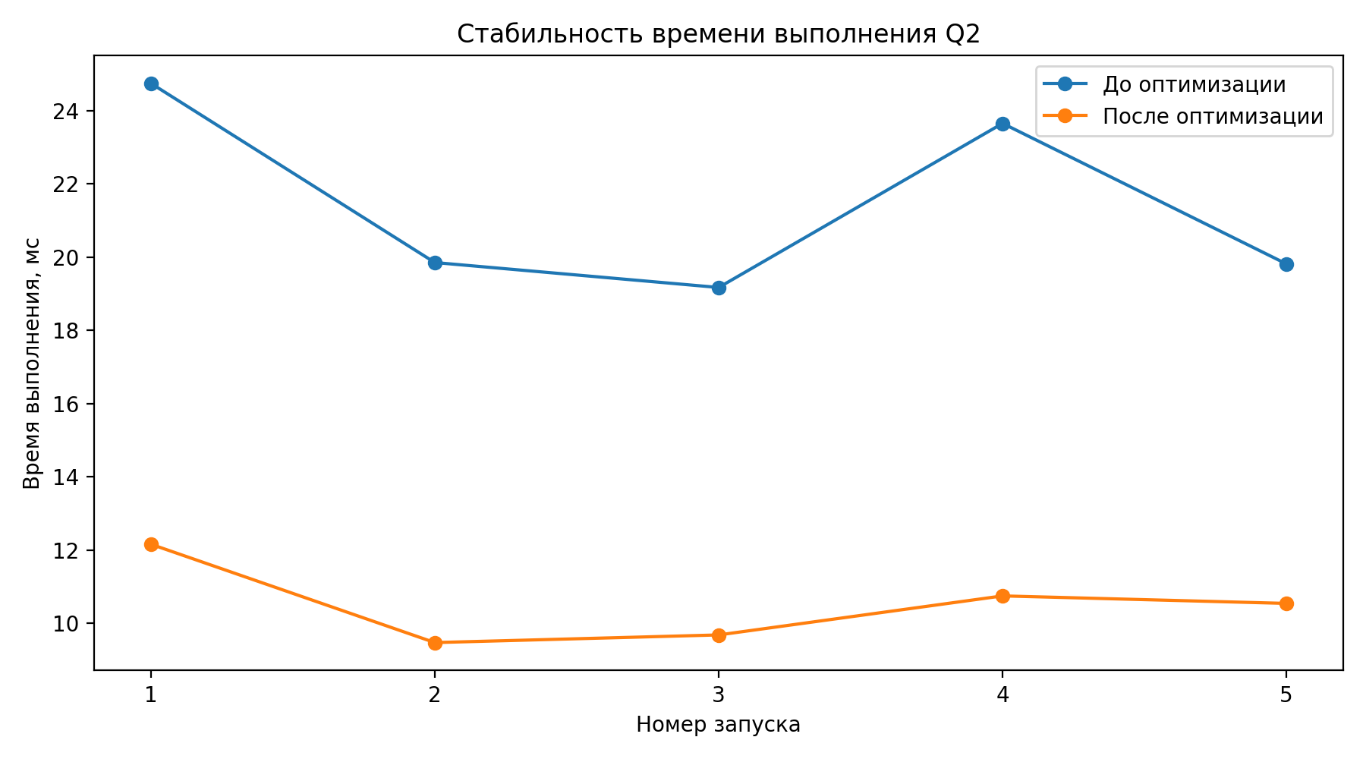 Стабильность времени выполнения Q2
До оптимизации
После оптимизации
Время выполнения, мс
24
22
20
18
16
14
12
10
1 2 3 4 5
Номер запуска